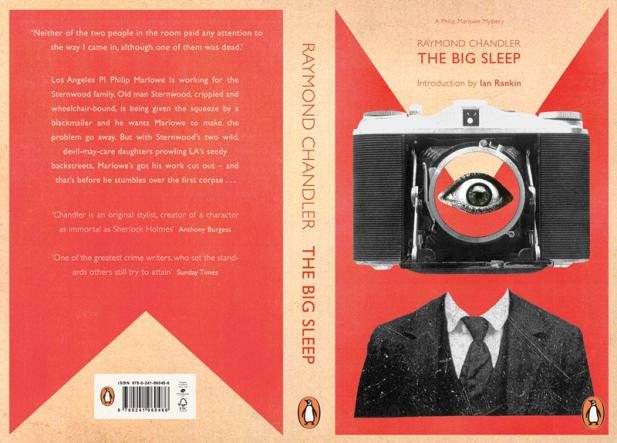 'Neither of the two people in the room paid any attention to
the way I came in, although one of them was dead.'
Los Angeles PI Philip Marlowe is working for the
Sternwood family. Old man Sternwood, crippled and
wheelchair-bound, is being given the squeeze by a
blackmailer and he wants Marlowe to make the
problem go away. But with Sternwood's two wild,
devil-may-care daughters prowling LA's seedy
backstreets, Marlowe's got his work cut out – and
that's before he stumbles over the first corpse . . .
'Chandler is an original stylist, creator of a character
as immortal as Sherlock Holmes' Anthony Burgess
'One of the greatest crime writers, who set the stand-
ards others still try to attain' Sunday Times
RAYMOND CHANDLER THE BIG SLEEP
A Philip Marlowe Mystery
RAYMOND CHANDLER
THE BIG SLEEP
Introduction by Ian Rankin